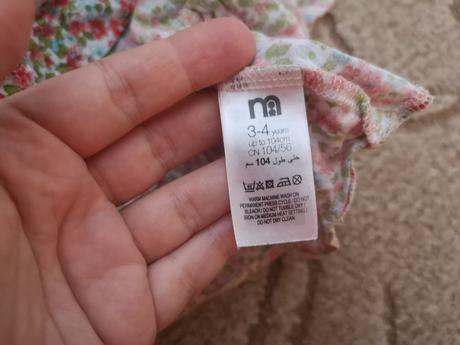 m
3-4 years
up to 104cm
CN 104/56
حتى طول 104 سم
WARM MACHINE WASH ON
PERMANENT PRESS CYCLE / DO NOT
BLEACH / DO NOT TUMBLE DRY /
IRON ON MEDIUM HEAT SETTING /
DO NOT DRY CLEAN